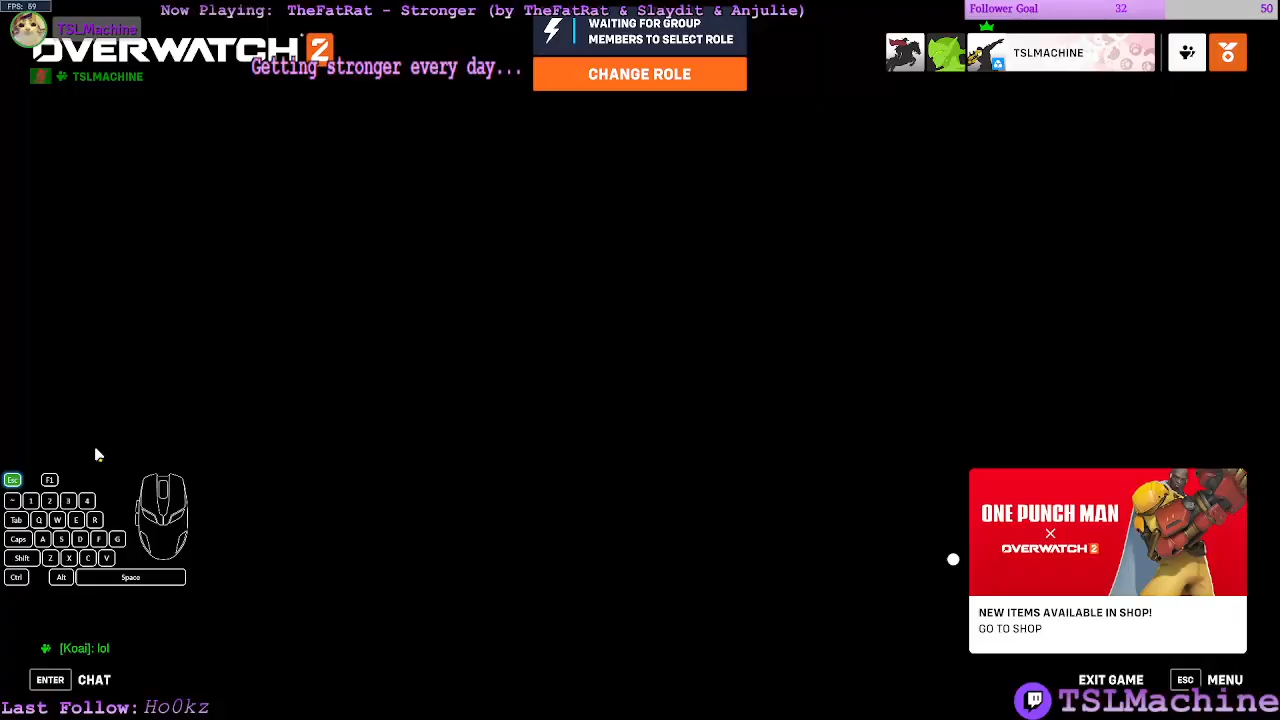 FPS: 59
Now Playing: TheFatRat - Stronger (by TheFatRat & Slaydit & Anjulie)
Follower Goal 32 50
TSLMachine
OVERWATCH 2
WAITING FOR GROUP
MEMBERS TO SELECT ROLE
TSLMACHINE
Getting stronger every day...
CHANGE ROLE
TSLMACHINE
Esc F1
~ 1 2 3 4
Tab Q W E R
Caps A S D F G
Shift Z X C V
Ctrl Alt Space
ONE PUNCH MAN
X
OVERWATCH 2
NEW ITEMS AVAILABLE IN SHOP!
GO TO SHOP
[Koai]: lol
ENTER CHAT
EXIT GAME ESC MENU
Last Follow: Ho0kz
TSLMachine